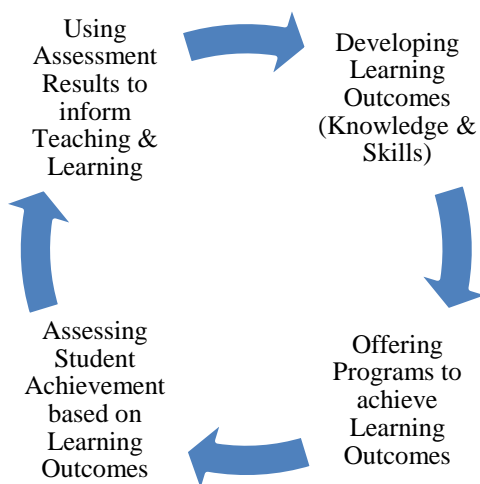 Using
Assessment
Results to
inform
Teaching &
Learning
Developing
Learning
Outcomes
(Knowledge &
Skills)
Offering
Programs to
achieve
Learning
Outcomes
Assessing
Student
Achievement
based on
Learning
Outcomes